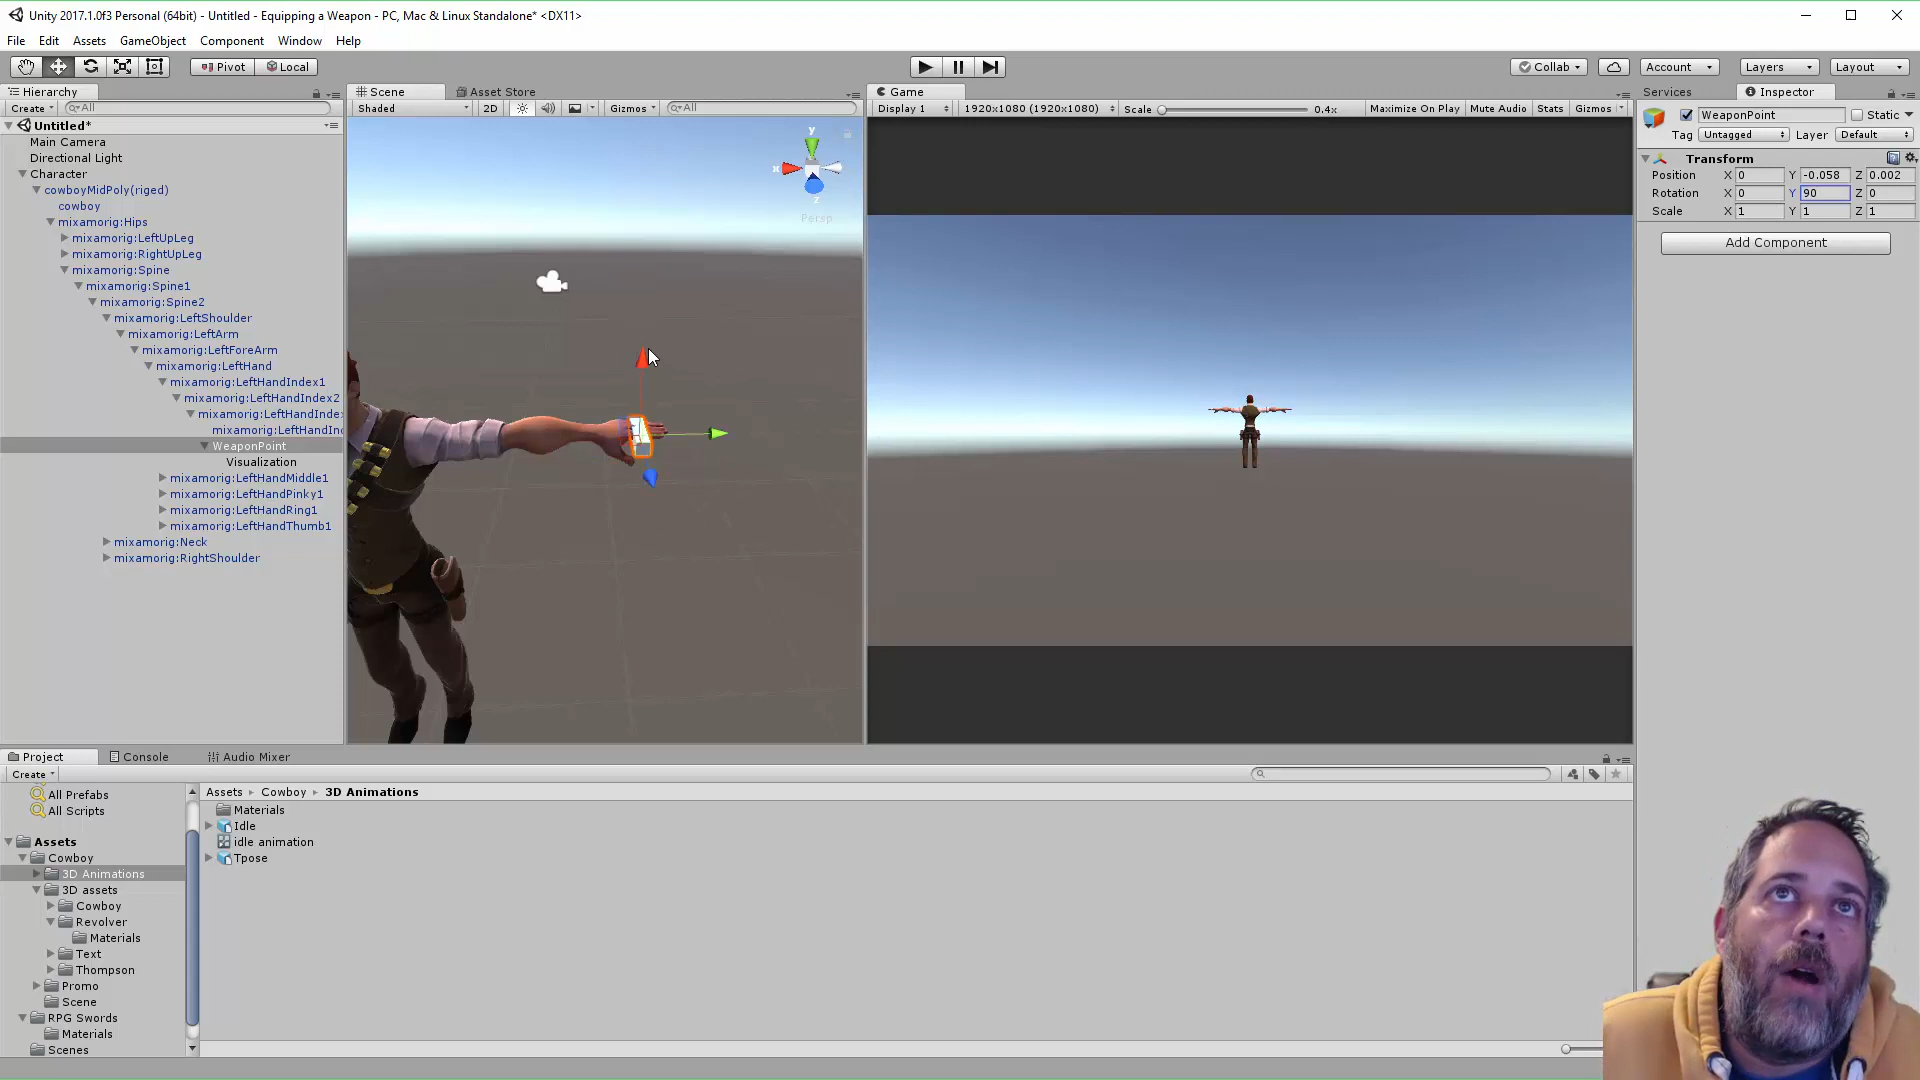 Unity 2017.1.0f3 Personal (64bit) - Untitled - Equipping a Weapon - PC, Mac & Linux Standalone* <DX11>
File Edit Assets GameObject Component Window Help
Pivot Local Collab Account Layers Layout
Hierarchy Scene Asset Store Game Services Inspector
Create All Shaded 2D Gizmos All Display 1 1920x1080 (1920x1080) Scale 0.4x Maximize On Play Mute Audio Stats Gizmos WeaponPoint Static
Untitled*
Tag Untagged Layer Default
Main Camera
Directional Light
Transform
Character
Position X 0 Y -0.058 Z 0.002
cowboyMidPoly(riged)
Rotation X 0 Y 90 Z 0
cowboy
Scale X 1 Y 1 Z 1
mixamorig:Hips
mixamorig:LeftUpLeg
Add Component
mixamorig:RightUpLeg
mixamorig:Spine
mixamorig:Spine1
mixamorig:Spine2
mixamorig:LeftShoulder
mixamorig:LeftArm
mixamorig:LeftForeArm
mixamorig:LeftHand
mixamorig:LeftHandIndex1
mixamorig:LeftHandIndex2
mixamorig:LeftHandInde
mixamorig:LeftHandInd
WeaponPoint
Visualization
mixamorig:LeftHandMiddle1
mixamorig:LeftHandPinky1
mixamorig:LeftHandRing1
mixamorig:LeftHandThumb1
mixamorig:Neck
mixamorig:RightShoulder
y
x
z
Persp
Project Console Audio Mixer
Create
All Prefabs
All Scripts
Assets
Cowboy
3D Animations
3D assets
Cowboy
Revolver
Materials
Text
Thompson
Promo
Scene
RPG Swords
Materials
Scenes
Assets Cowboy 3D Animations
Materials
Idle
idle animation
Tpose